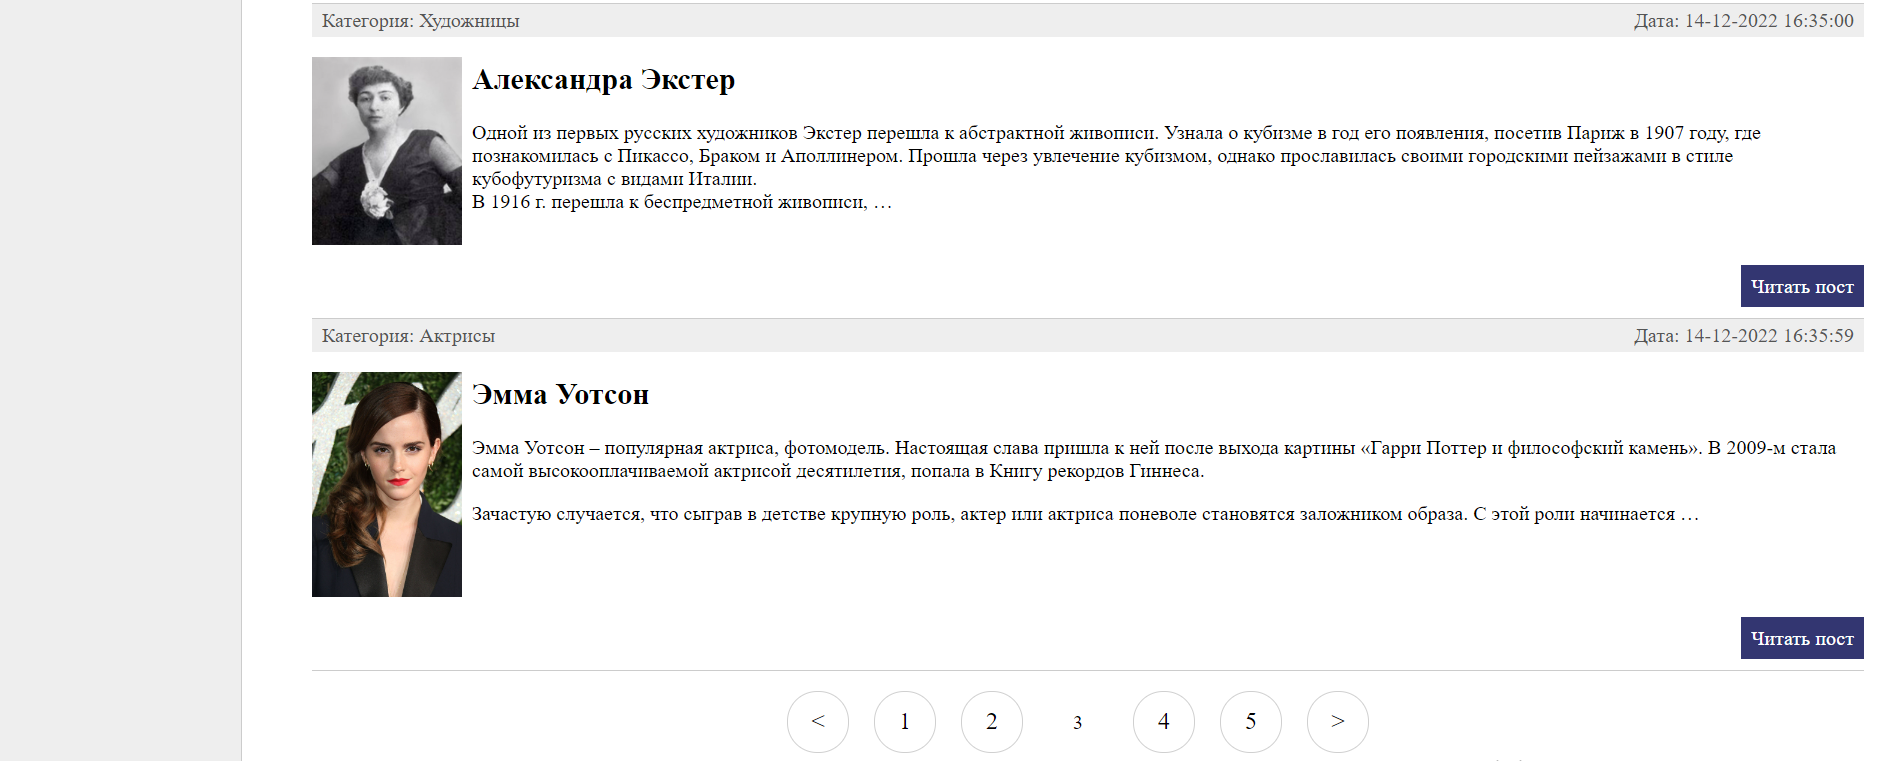 Категория: Художницы
Дата: 14-12-2022 16:35:00
Александра Экстер
Одной из первых русских художников Экстер перешла к абстрактной живописи. Узнала о кубизме в год его появления, посетив Париж в 1907 году, где
познакомилась с Пикассо, Браком и Аполлинером. Прошла через увлечение кубизмом, однако прославилась своими городскими пейзажами в стиле
кубофутуризма с видами Италии.
В 1916 г. перешла к беспредметной живописи, …
Читать пост
Категория: Актрисы
Дата: 14-12-2022 16:35:59
Эмма Уотсон
Эмма Уотсон – популярная актриса, фотомодель. Настоящая слава пришла к ней после выхода картины «Гарри Поттер и философский камень». В 2009-м стала
самой высокооплачиваемой актрисой десятилетия, попала в Книгу рекордов Гиннеса.
Зачастую случается, что сыграв в детстве крупную роль, актер или актриса поневоле становятся заложником образа. С этой роли начинается …
Читать пост
< 1 2 3 4 5 >